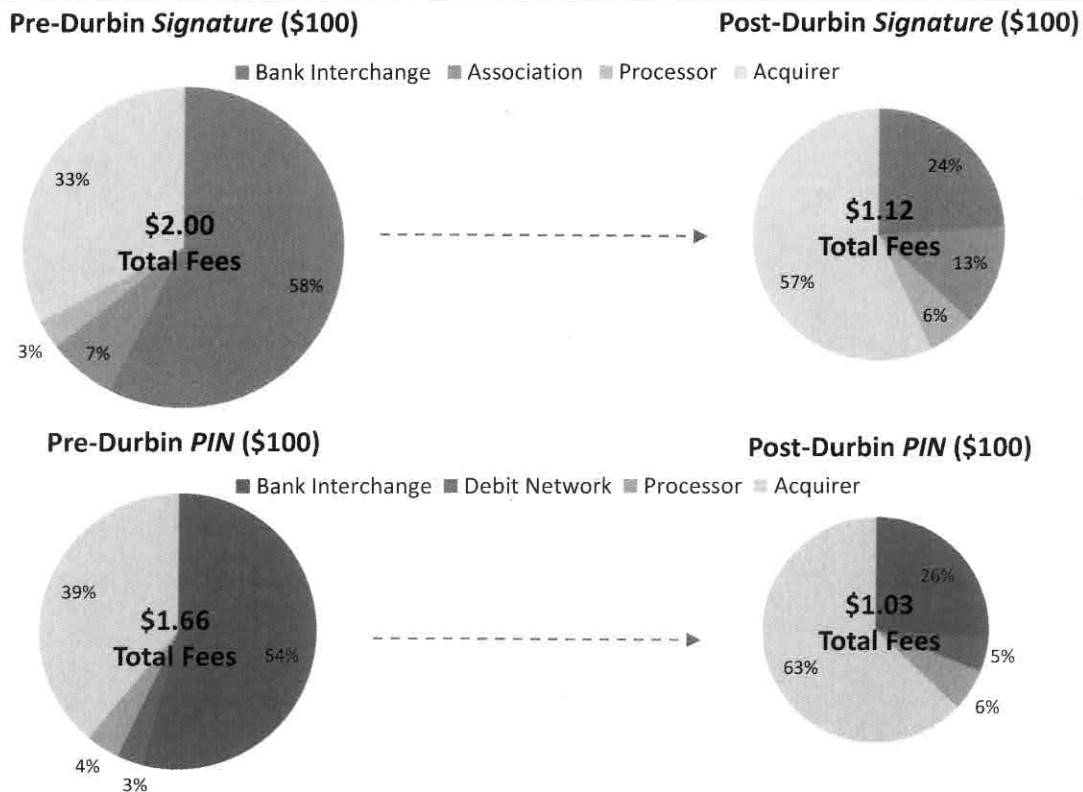 Pre-Durbin Signature ($100)
Post-Durbin Signature ($100)
Bank Interchange Association Processor Acquirer
33%
$2.00
Total Fees
58%
3%
7%
24%
$1.12
Total Fees
13%
57%
6%
Pre-Durbin PIN ($100)
Post-Durbin PIN ($100)
Bank Interchange Debit Network Processor Acquirer
39%
$1.66
Total Fees
54%
4%
3%
26%
$1.03
Total Fees
5%
63%
6%